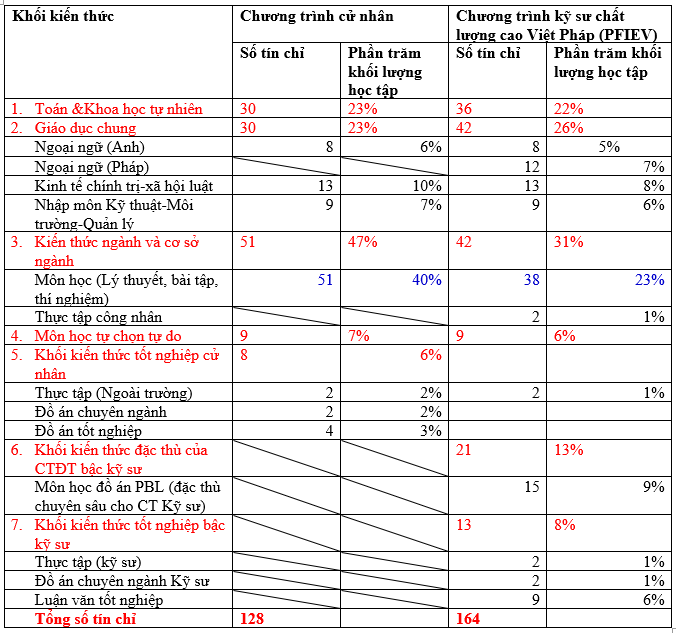 Khối kiến thức Chương trình cử nhân Chương trình kỹ sư chất
lượng cao Việt Pháp (PFIEV)
Số tín chỉ Phần trăm Số tín chỉ Phần trăm khối
khối lượng lượng học tập
học tập
1. Toán &Khoa học tự nhiên 30 23% 36 22%
2. Giáo dục chung 30 23% 42 26%
Ngoại ngữ (Anh) 8 6% 8 5%
Ngoại ngữ (Pháp) 12 7%
Kinh tế chính trị-xã hội luật 13 10% 13 8%
Nhập môn Kỹ thuật-Môi 9 7% 9 6%
trường-Quản lý
3. Kiến thức ngành và cơ sở 51 47% 42 31%
ngành
Môn học (Lý thuyết, bài tập, 51 40% 38 23%
thí nghiệm)
Thực tập công nhân 2 1%
4. Môn học tự chọn tự do 9 7% 9 6%
5. Khối kiến thức tốt nghiệp cử 8 6%
nhân
Thực tập (Ngoài trường) 2 2% 2 1%
Đồ án chuyên ngành 2 2%
Đồ án tốt nghiệp 4 3%
6. Khối kiến thức đặc thù của 21 13%
CTĐT bậc kỹ sư
Môn học đồ án PBL (đặc thù 15 9%
chuyên sâu cho CT Kỹ sư)
7. Khối kiến thức tốt nghiệp bậc 13 8%
kỹ sư
Thực tập (kỹ sư) 2 1%
Đồ án chuyên ngành Kỹ sư 2 1%
Luận văn tốt nghiệp 9 6%
Tổng số tín chỉ 128 164